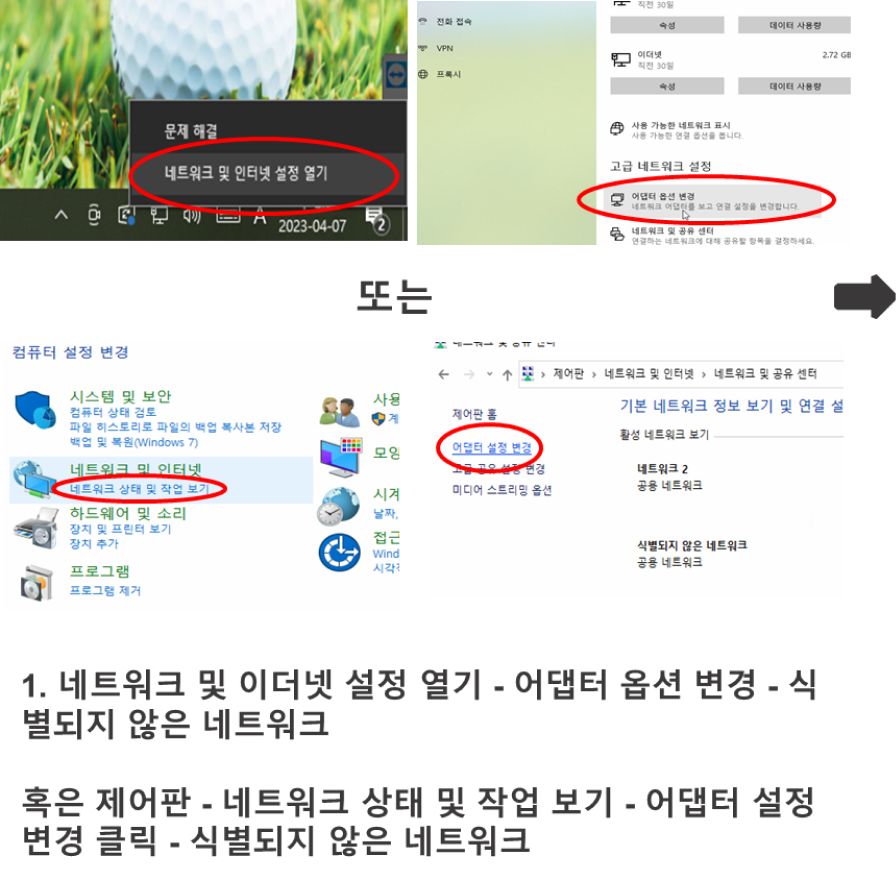 문제 해결
네트워크 및 인터넷 설정 열기
A
2023-04-07
2
전화 접속
VPN
프록시
직전 30일
속성
데이터 사용량
이더넷
2.72 GB
직전 30일
속성
데이터 사용량
사용 가능한 네트워크 표시
사용 가능한 연결 옵션을 봅니다.
고급 네트워크 설정
어댑터 옵션 변경
네트워크 어댑터를 보고 연결 설정을 변경합니다.
네트워크 및 공유 센터
연결하는 네트워크에 대해 공유할 항목을 결정하세요.
또는
컴퓨터 설정 변경
시스템 및 보안
컴퓨터 상태 검토
파일 히스토리로 파일의 백업 복사본 저장
백업 및 복원(Windows 7)
네트워크 및 인터넷
네트워크 상태 및 작업 보기
하드웨어 및 소리
장치 및 프린터 보기
장치 추가
프로그램
프로그램 제거
사용
계
모양
시계
날짜,
접근
Wind
시각
네트워크 및 공유 센터
제어판 › 네트워크 및 인터넷 › 네트워크 및 공유 센터
제어판 홈
어댑터 설정 변경
고급 공유 설정 변경
미디어 스트리밍 옵션
기본 네트워크 정보 보기 및 연결 설
활성 네트워크 보기
네트워크 2
공용 네트워크
식별되지 않은 네트워크
공용 네트워크
1. 네트워크 및 이더넷 설정 열기 - 어댑터 옵션 변경 - 식
별되지 않은 네트워크
혹은 제어판 - 네트워크 상태 및 작업 보기 - 어댑터 설정
변경 클릭 - 식별되지 않은 네트워크